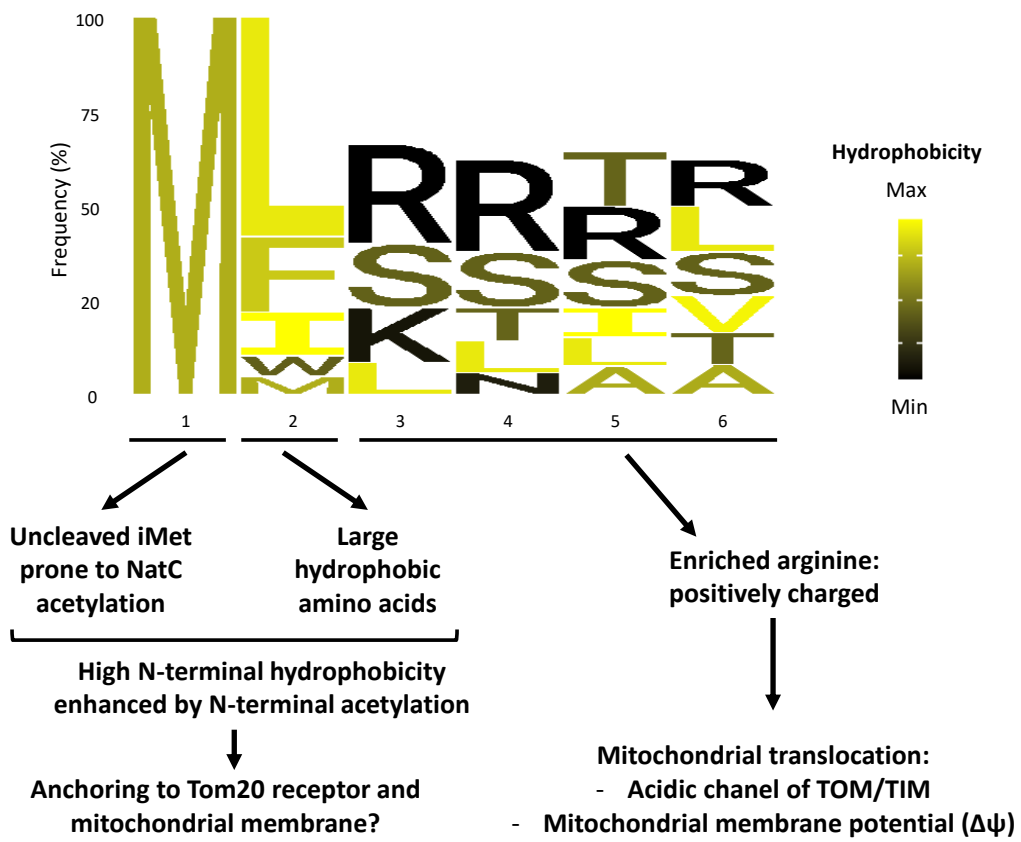 100
75
50
20
0
Frequency (%)
M
L
F
I
W
M
R
S
K
L
R
S
T
L
N
T
R
S
I
L
A
R
L
S
V
T
A
1 2 3 4 5 6
Hydrophobicity
Max
Min
Uncleaved iMet
prone to NatC
acetylation
Large
hydrophobic
amino acids
Enriched arginine:
positively charged
High N-terminal hydrophobicity
enhanced by N-terminal acetylation
Anchoring to Tom20 receptor and
mitochondrial membrane?
Mitochondrial translocation:
- Acidic chanel of TOM/TIM
- Mitochondrial membrane potential (Δψ)